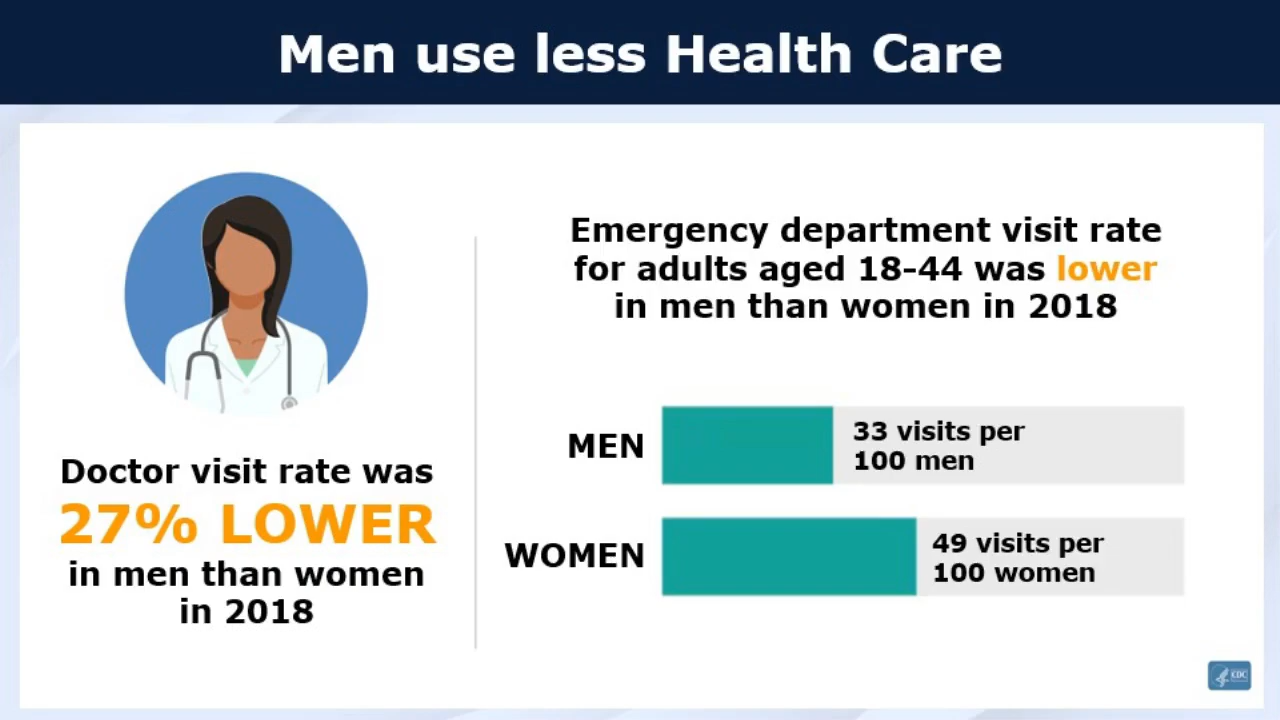 Men use less Health Care
Doctor visit rate was
27% LOWER
in men than women
in 2018
Emergency department visit rate
for adults aged 18-44 was lower
in men than women in 2018
MEN
33 visits per
100 men
WOMEN
49 visits per
100 women
CDC